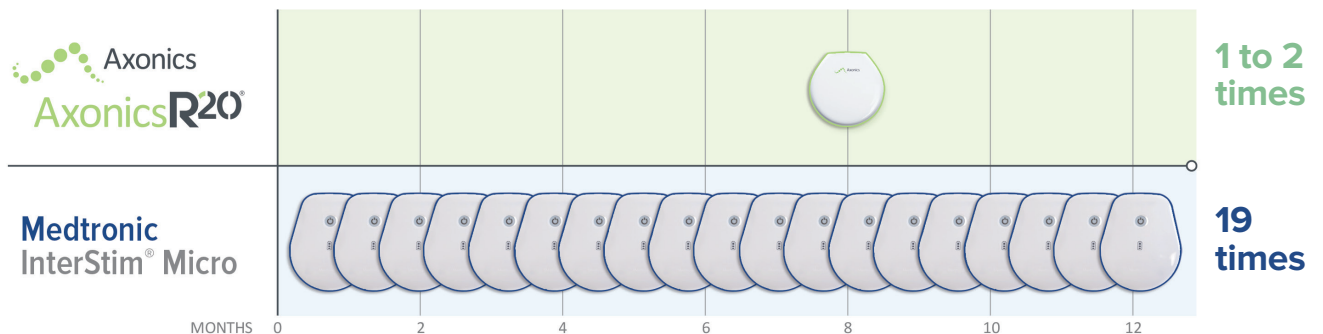 Axonics
AxonicsR20®
Axonics
1 to 2
times
Medtronic
InterStim® Micro
19
times
MONTHS 0 2 4 6 8 10 12